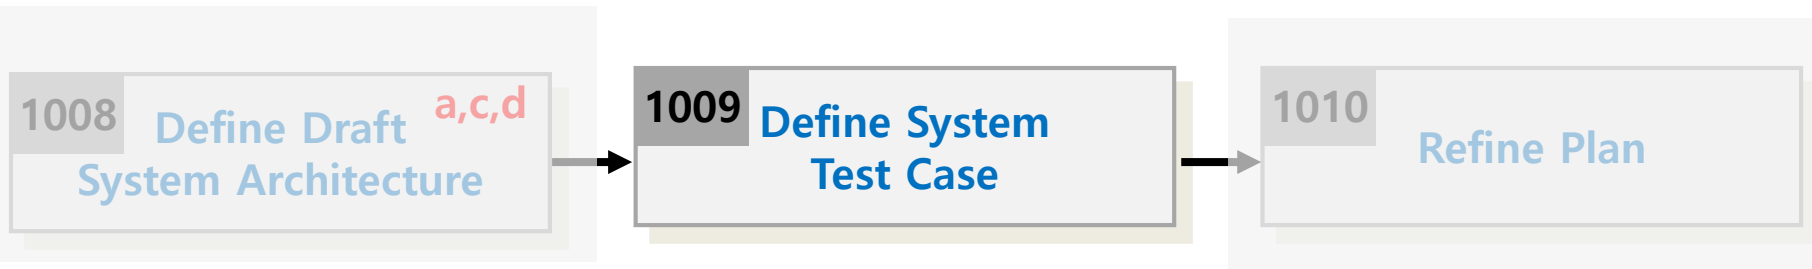 1008
a,c,d
Define Draft
System Architecture
1009
Define System
Test Case
1010
Refine Plan